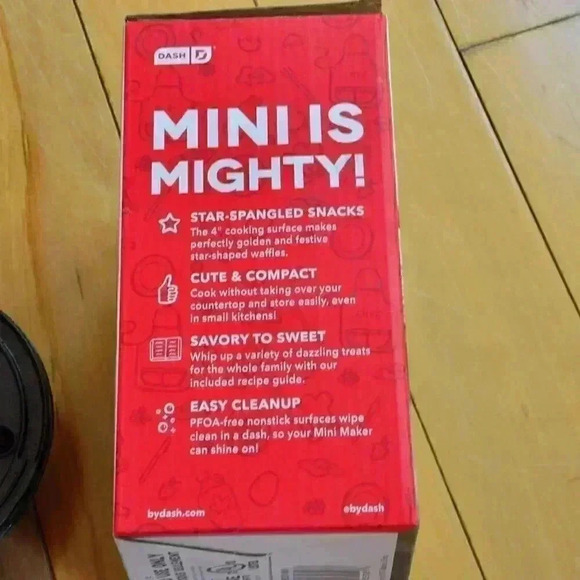 DASH D
MINI IS
MIGHTY!
STAR-SPANGLED SNACKS
The 4" cooking surface makes
perfectly golden and festive
star-shaped waffles.
CUTE & COMPACT
Cook without taking over your
countertop and store easily, even
in small kitchens!
SAVORY TO SWEET
Whip up a variety of dazzling treats
for the whole family with our
included recipe guide.
EASY CLEANUP
PFOA-free nonstick surfaces wipe
clean in a dash, so your Mini Maker
can shine on!
bydash.com
@bydash
USE ONLY